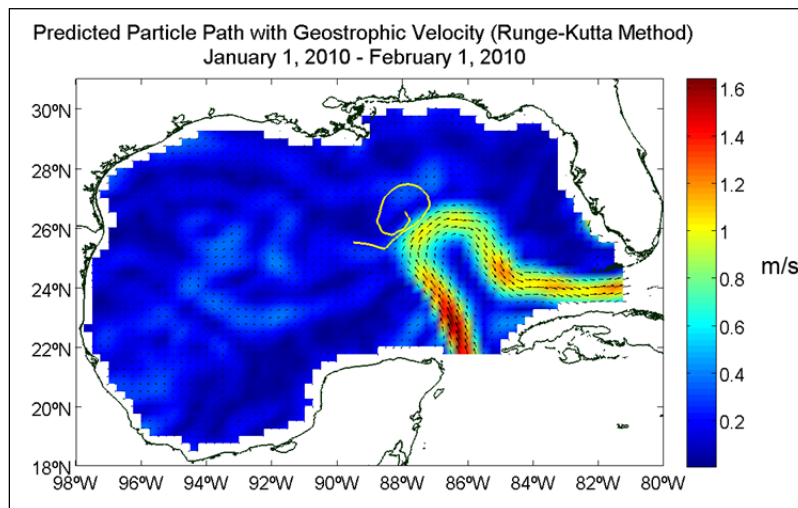 Predicted Particle Path with Geostrophic Velocity (Runge-Kutta Method)
January 1, 2010 - February 1, 2010
30ºN
28ºN
26ºN
24ºN
22ºN
20ºN
18ºN
98ºW 96ºW 94ºW 92ºW 90ºW 88ºW 86ºW 84ºW 82ºW 80ºW
1.6
1.4
1.2
1
0.8
0.6
0.4
0.2
m/s